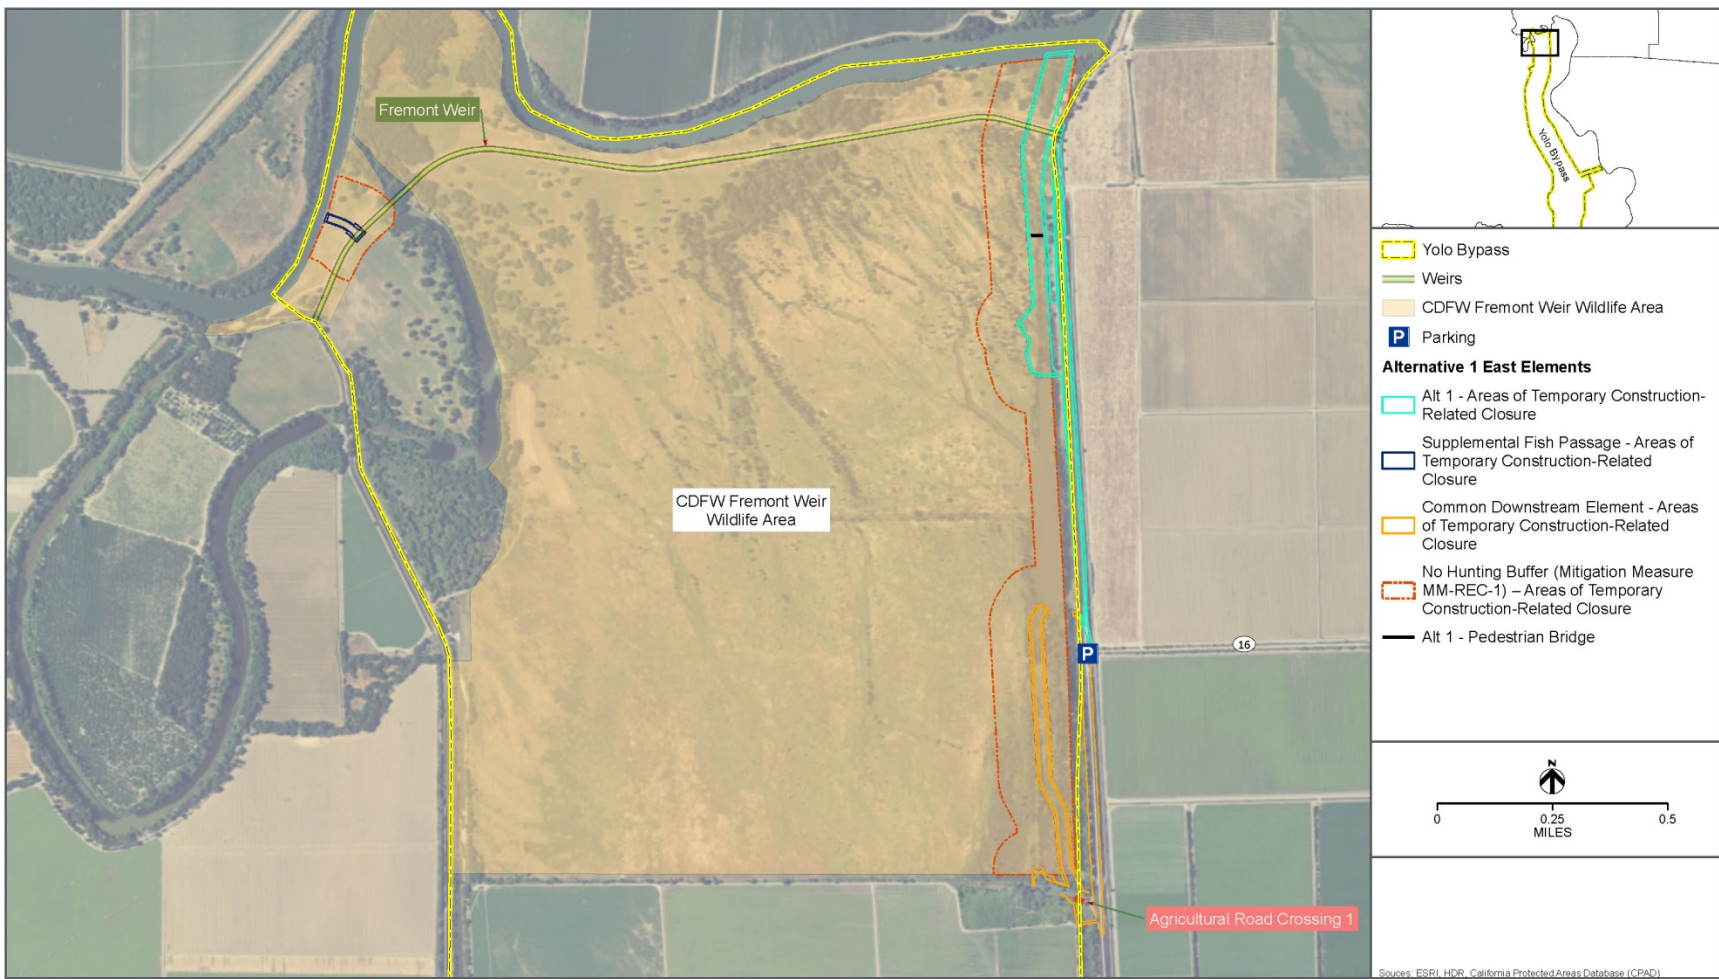 Fremont Weir
CDFW Fremont Weir
Wildlife Area
16
P
Agricultural Road Crossing 1
Yolo Bypass
Yolo Bypass
Weirs
CDFW Fremont Weir Wildlife Area
P
Parking
Alternative 1 East Elements
Alt 1 - Areas of Temporary Construction-
Related Closure
Supplemental Fish Passage - Areas of
Temporary Construction-Related
Closure
Common Downstream Element - Areas
of Temporary Construction-Related
Closure
No Hunting Buffer (Mitigation Measure
MM-REC-1) – Areas of Temporary
Construction-Related Closure
Alt 1 - Pedestrian Bridge
N
0 0.25 0.5
MILES
Souces: ESRI, HDR, California Protected Areas Database (CPAD)